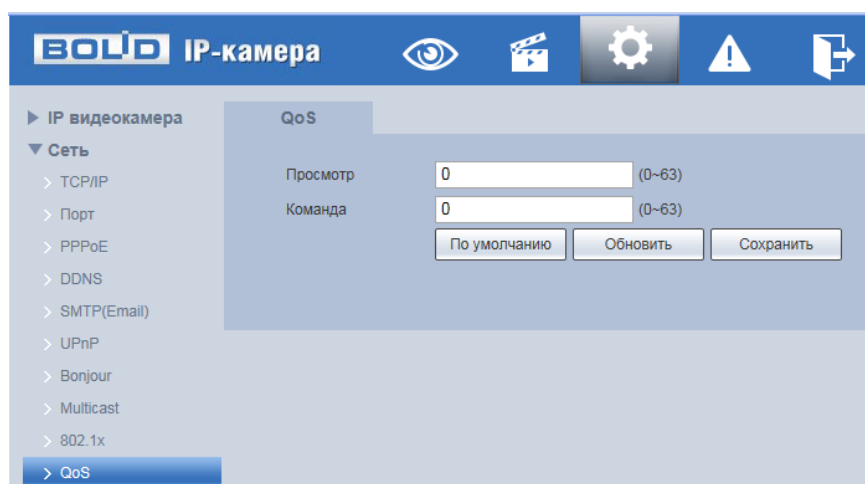 BOLID IP-камера
IP видеокамера
Сеть
TCP/IP
Порт
PPPoE
DDNS
SMTP(Email)
UPnP
Bonjour
Multicast
802.1x
QoS
QoS
Просмотр 0 (0~63)
Команда 0 (0~63)
По умолчанию Обновить Сохранить